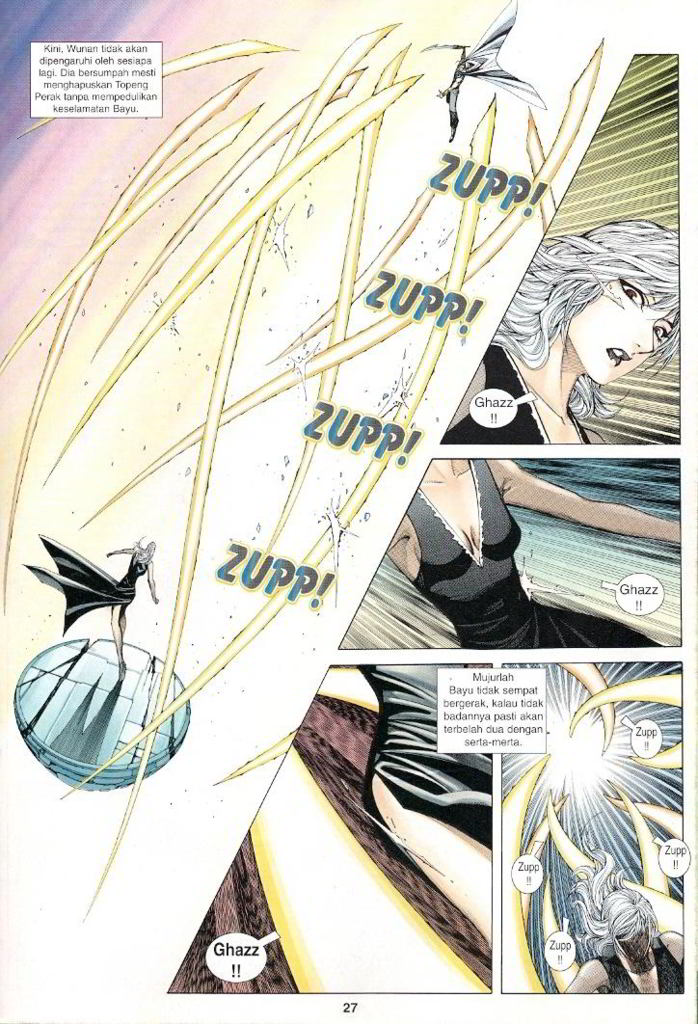 Kini, Wunan tidak akan
dipengaruhi oleh sesiapa
lagi. Dia bersumpah mesti
menghapuskan Topeng
Perak tanpa mempedulikan
keselamatan Bayu.
ZUPP!
ZUPP!
ZUPP!
ZUPP!
Ghazz
!!
Ghazz
!!
Mujurlah
Bayu tidak sempat
bergerak, kalau tidak
badannya pasti akan
terbelah dua dengan
serta-merta.
Ghazz
!!
Zupp
!!
Zupp
!!
Zupp
!!
Zupp
!!
27